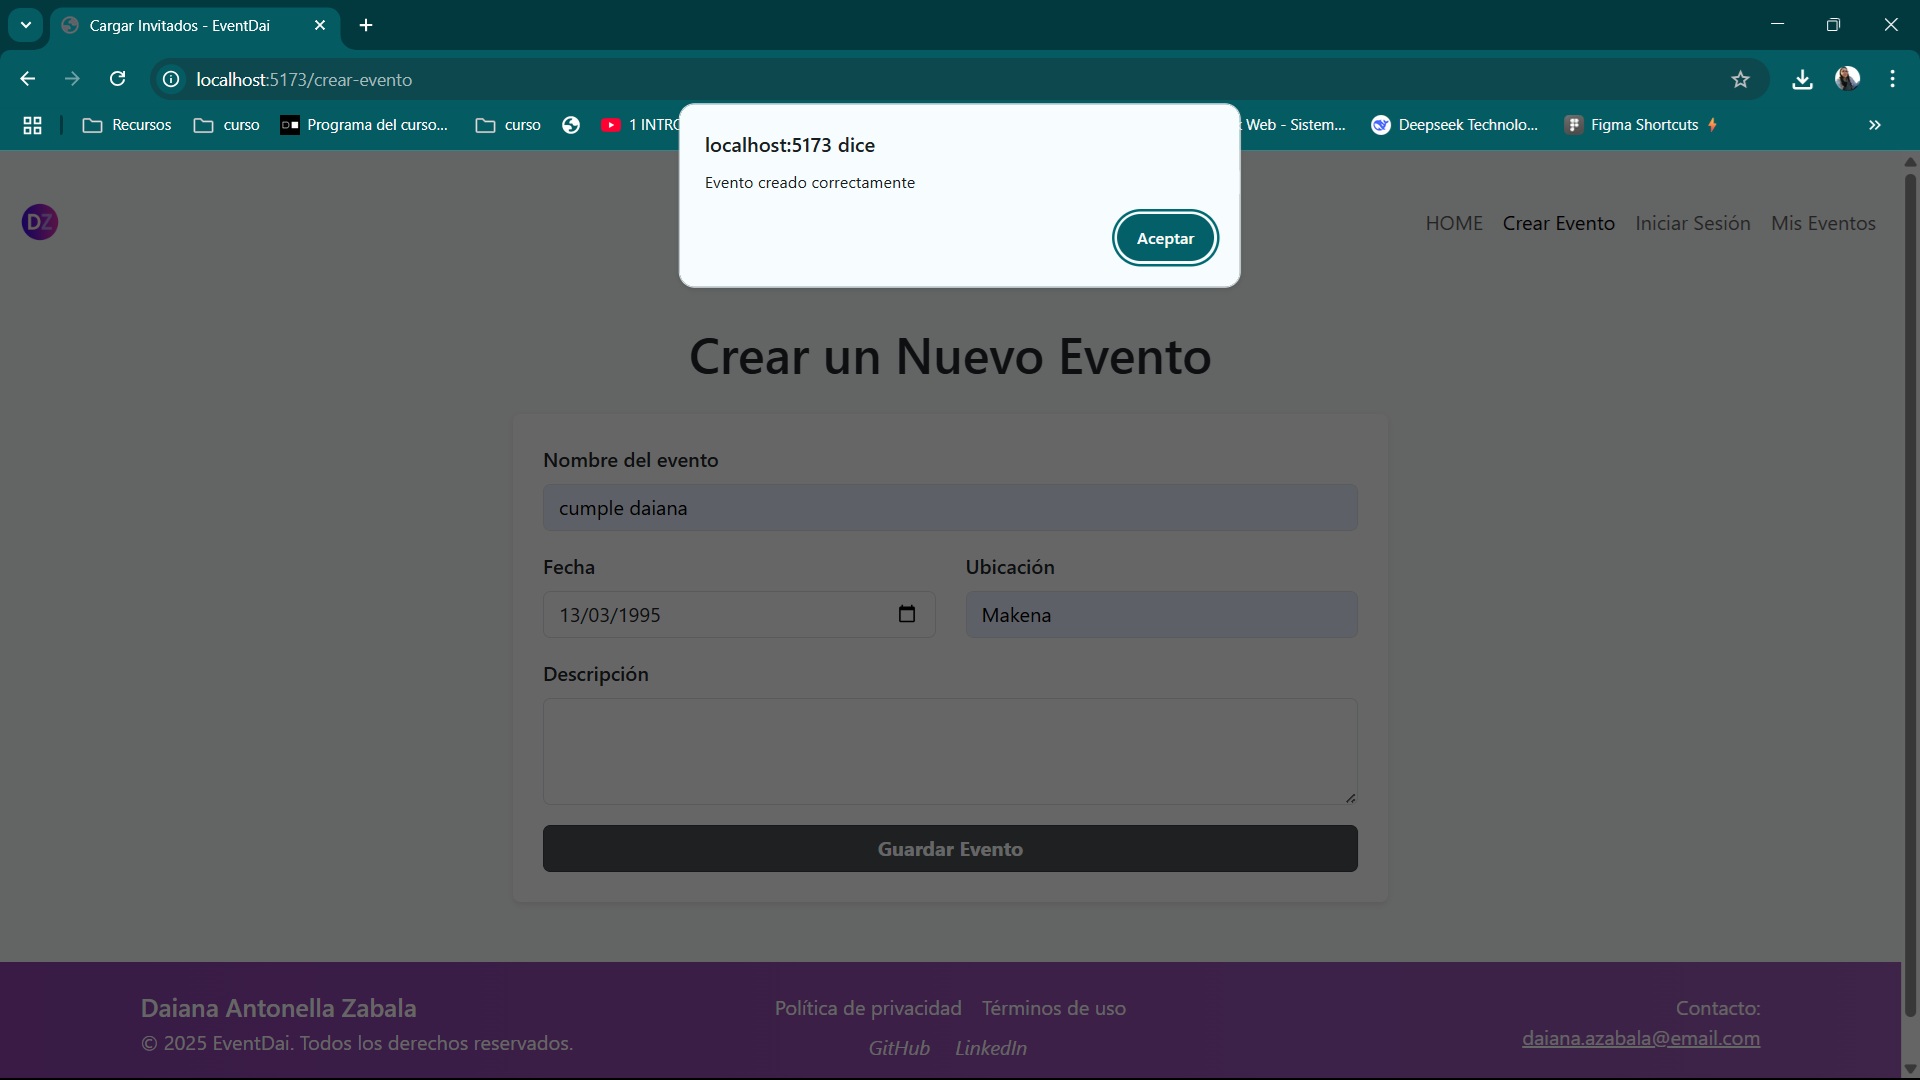 Cargar Invitados - EventDai
localhost:5173/crear-evento
Recursos
curso
Programa del curso...
curso
1 INTRO
Web - Sistem...
Deepseek Technolo...
Figma Shortcuts
localhost:5173 dice
Evento creado correctamente
Aceptar
DZ
HOME Crear Evento Iniciar Sesión Mis Eventos
Crear un Nuevo Evento
Nombre del evento
cumple daiana
Fecha
Ubicación
13/03/1995
Makena
Descripción
Guardar Evento
Daiana Antonella Zabala
© 2025 EventDai. Todos los derechos reservados.
Política de privacidad Términos de uso
GitHub LinkedIn
Contacto:
daiana.azabala@email.com